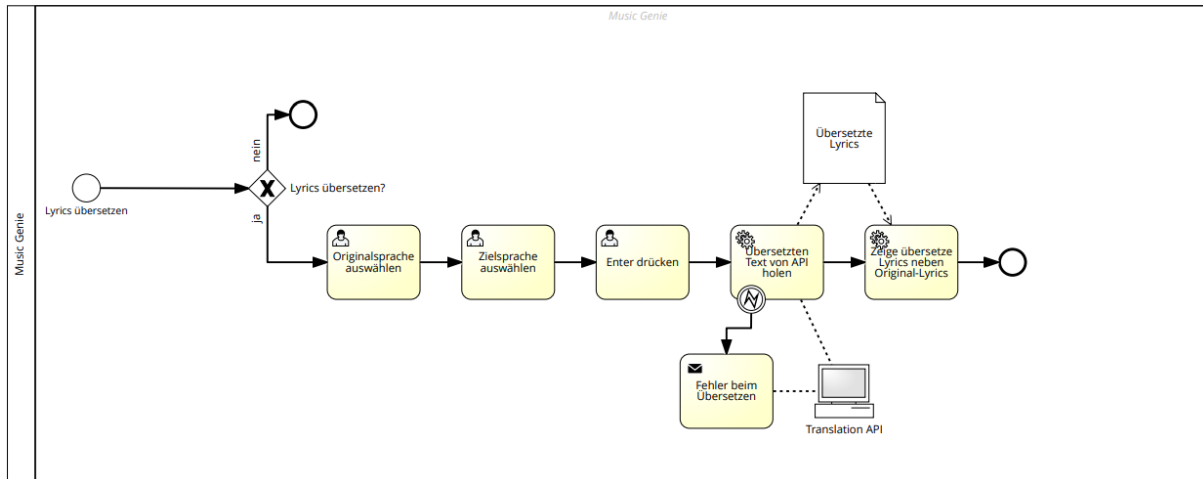 Music Genie
Music Genie
nein
Lyrics übersetzen
Lyrics übersetzen?
ja
Übersetzte
Lyrics
Originalsprache
auswählen
Zielsprache
auswählen
Enter drücken
Übersetzten
Text von API
holen
Zeige übersetze
Lyrics neben
Original-Lyrics
Fehler beim
Übersetzen
Translation API